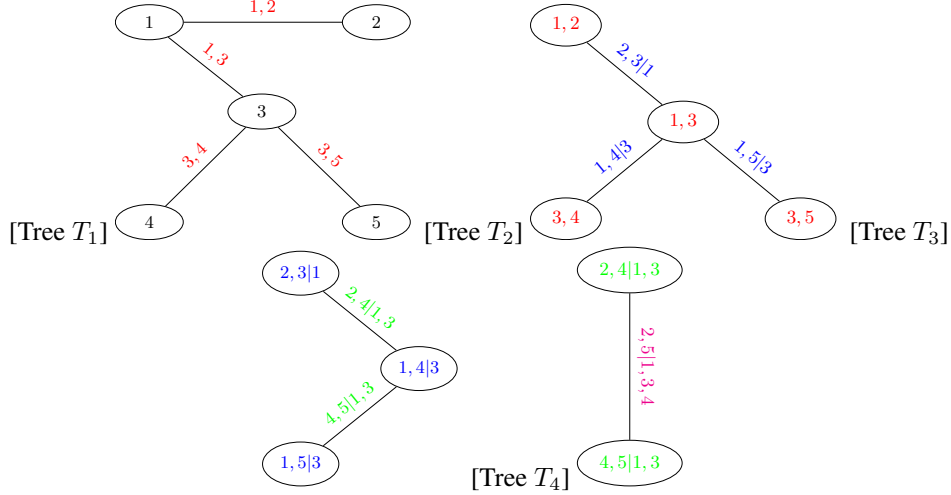 1 1, 2 2
1, 3
3
3, 4 3, 5
[Tree T1] 4 5
1, 2
2, 3|1
1, 3
1, 4|3 1, 5|3
[Tree T2] 3, 4 3, 5
[Tree T3]
2, 3|1
2, 4|1, 3
1, 4|3
4, 5|1, 3
1, 5|3
[Tree T4]
2, 4|1, 3
2, 5|1, 3, 4
4, 5|1, 3